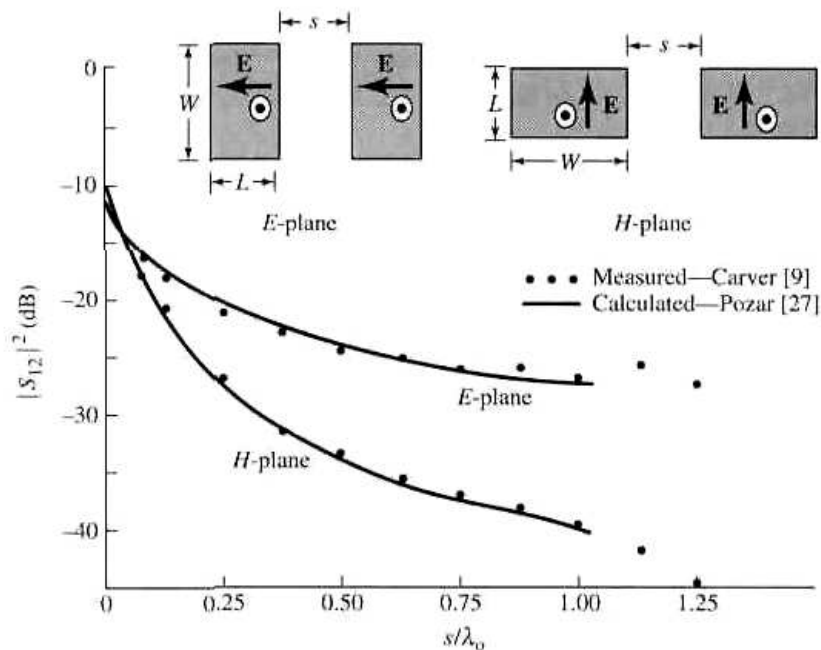 s
s
E
E
W
L
E
E
L
W
E-plane
H-plane
Measured—Carver [9]
Calculated—Pozar [27]
E-plane
H-plane
|S₁₂|² (dB)
0
−10
−20
−30
−40
0
0.25
0.50
0.75
1.00
1.25
s/λₒ